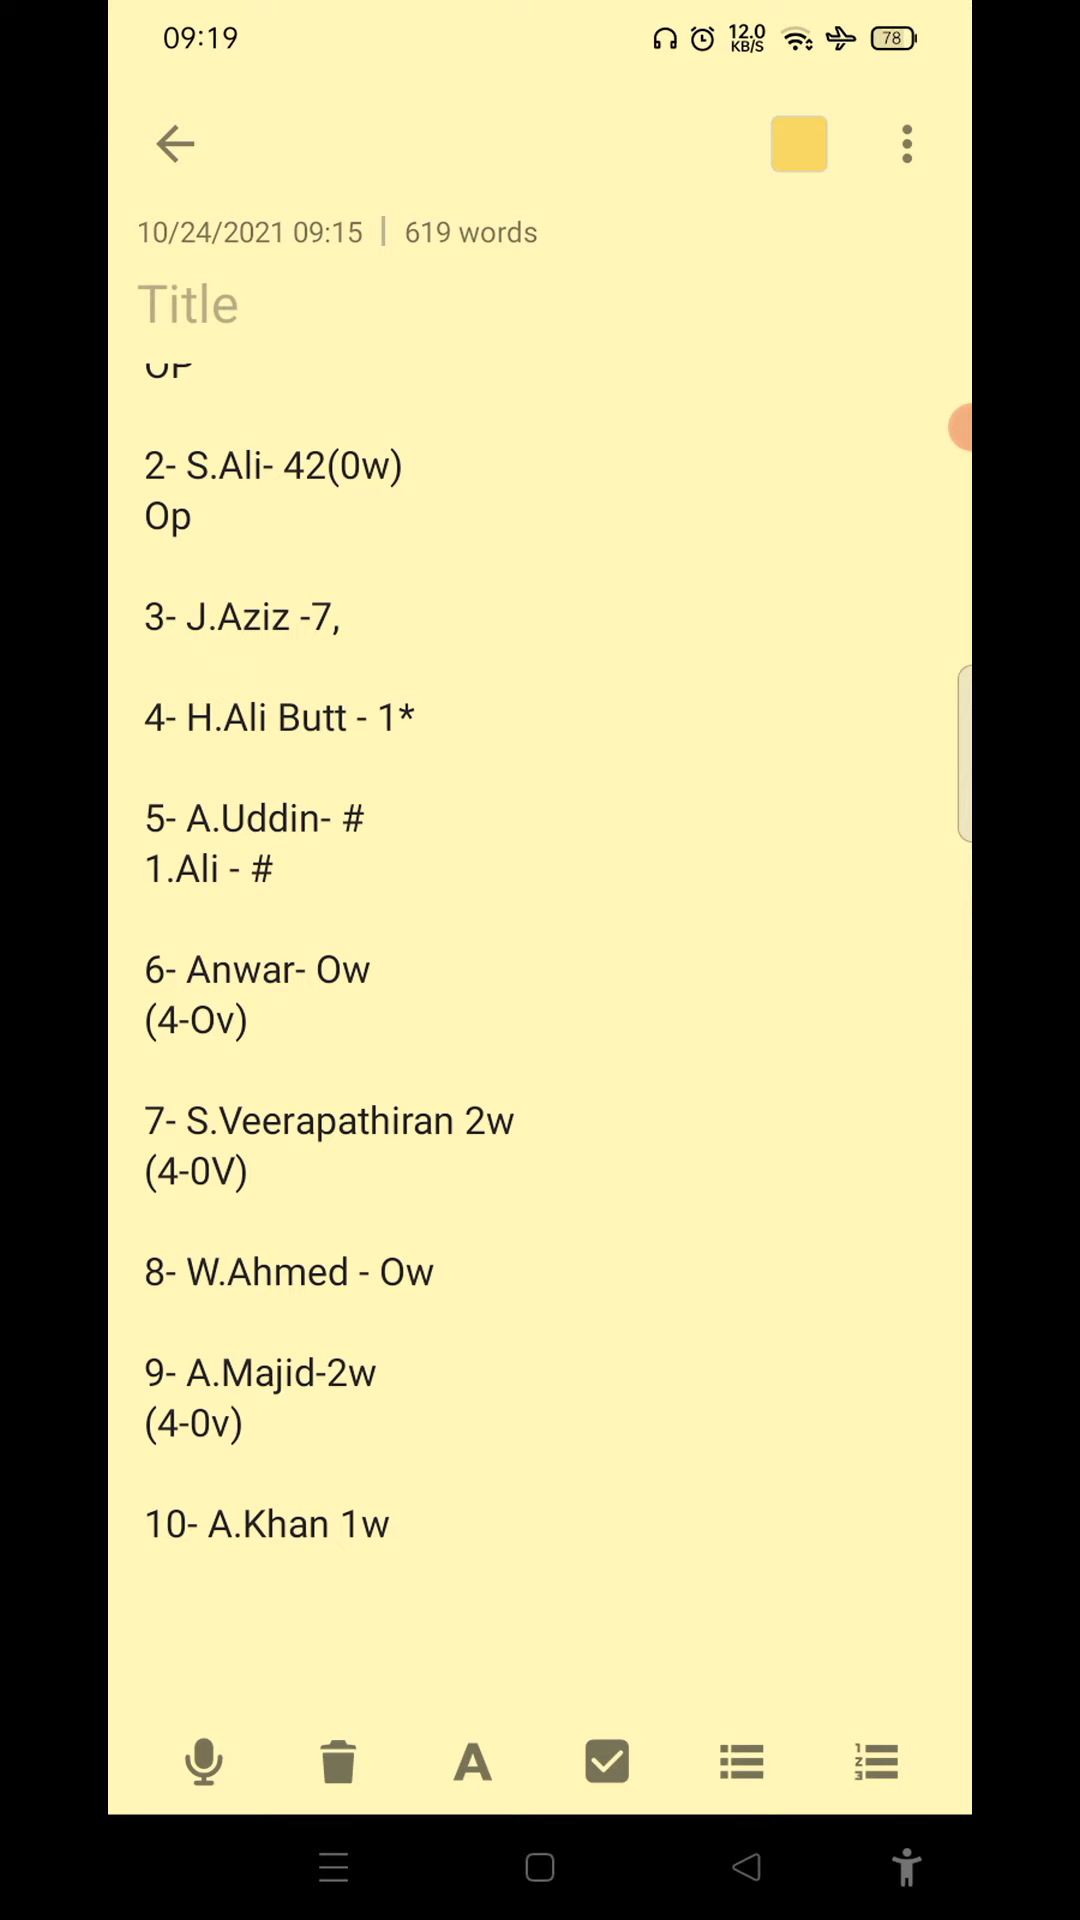 09:19
12.0
KB/S
78
10/24/2021 09:15 | 619 words
Title
OP
2- S.Ali- 42(0w)
Op
3- J.Aziz -7,
4- H.Ali Butt - 1*
5- A.Uddin- #
1.Ali - #
6- Anwar- Ow
(4-Ov)
7- S.Veerapathiran 2w
(4-0V)
8- W.Ahmed - Ow
9- A.Majid-2w
(4-0v)
10- A.Khan 1w